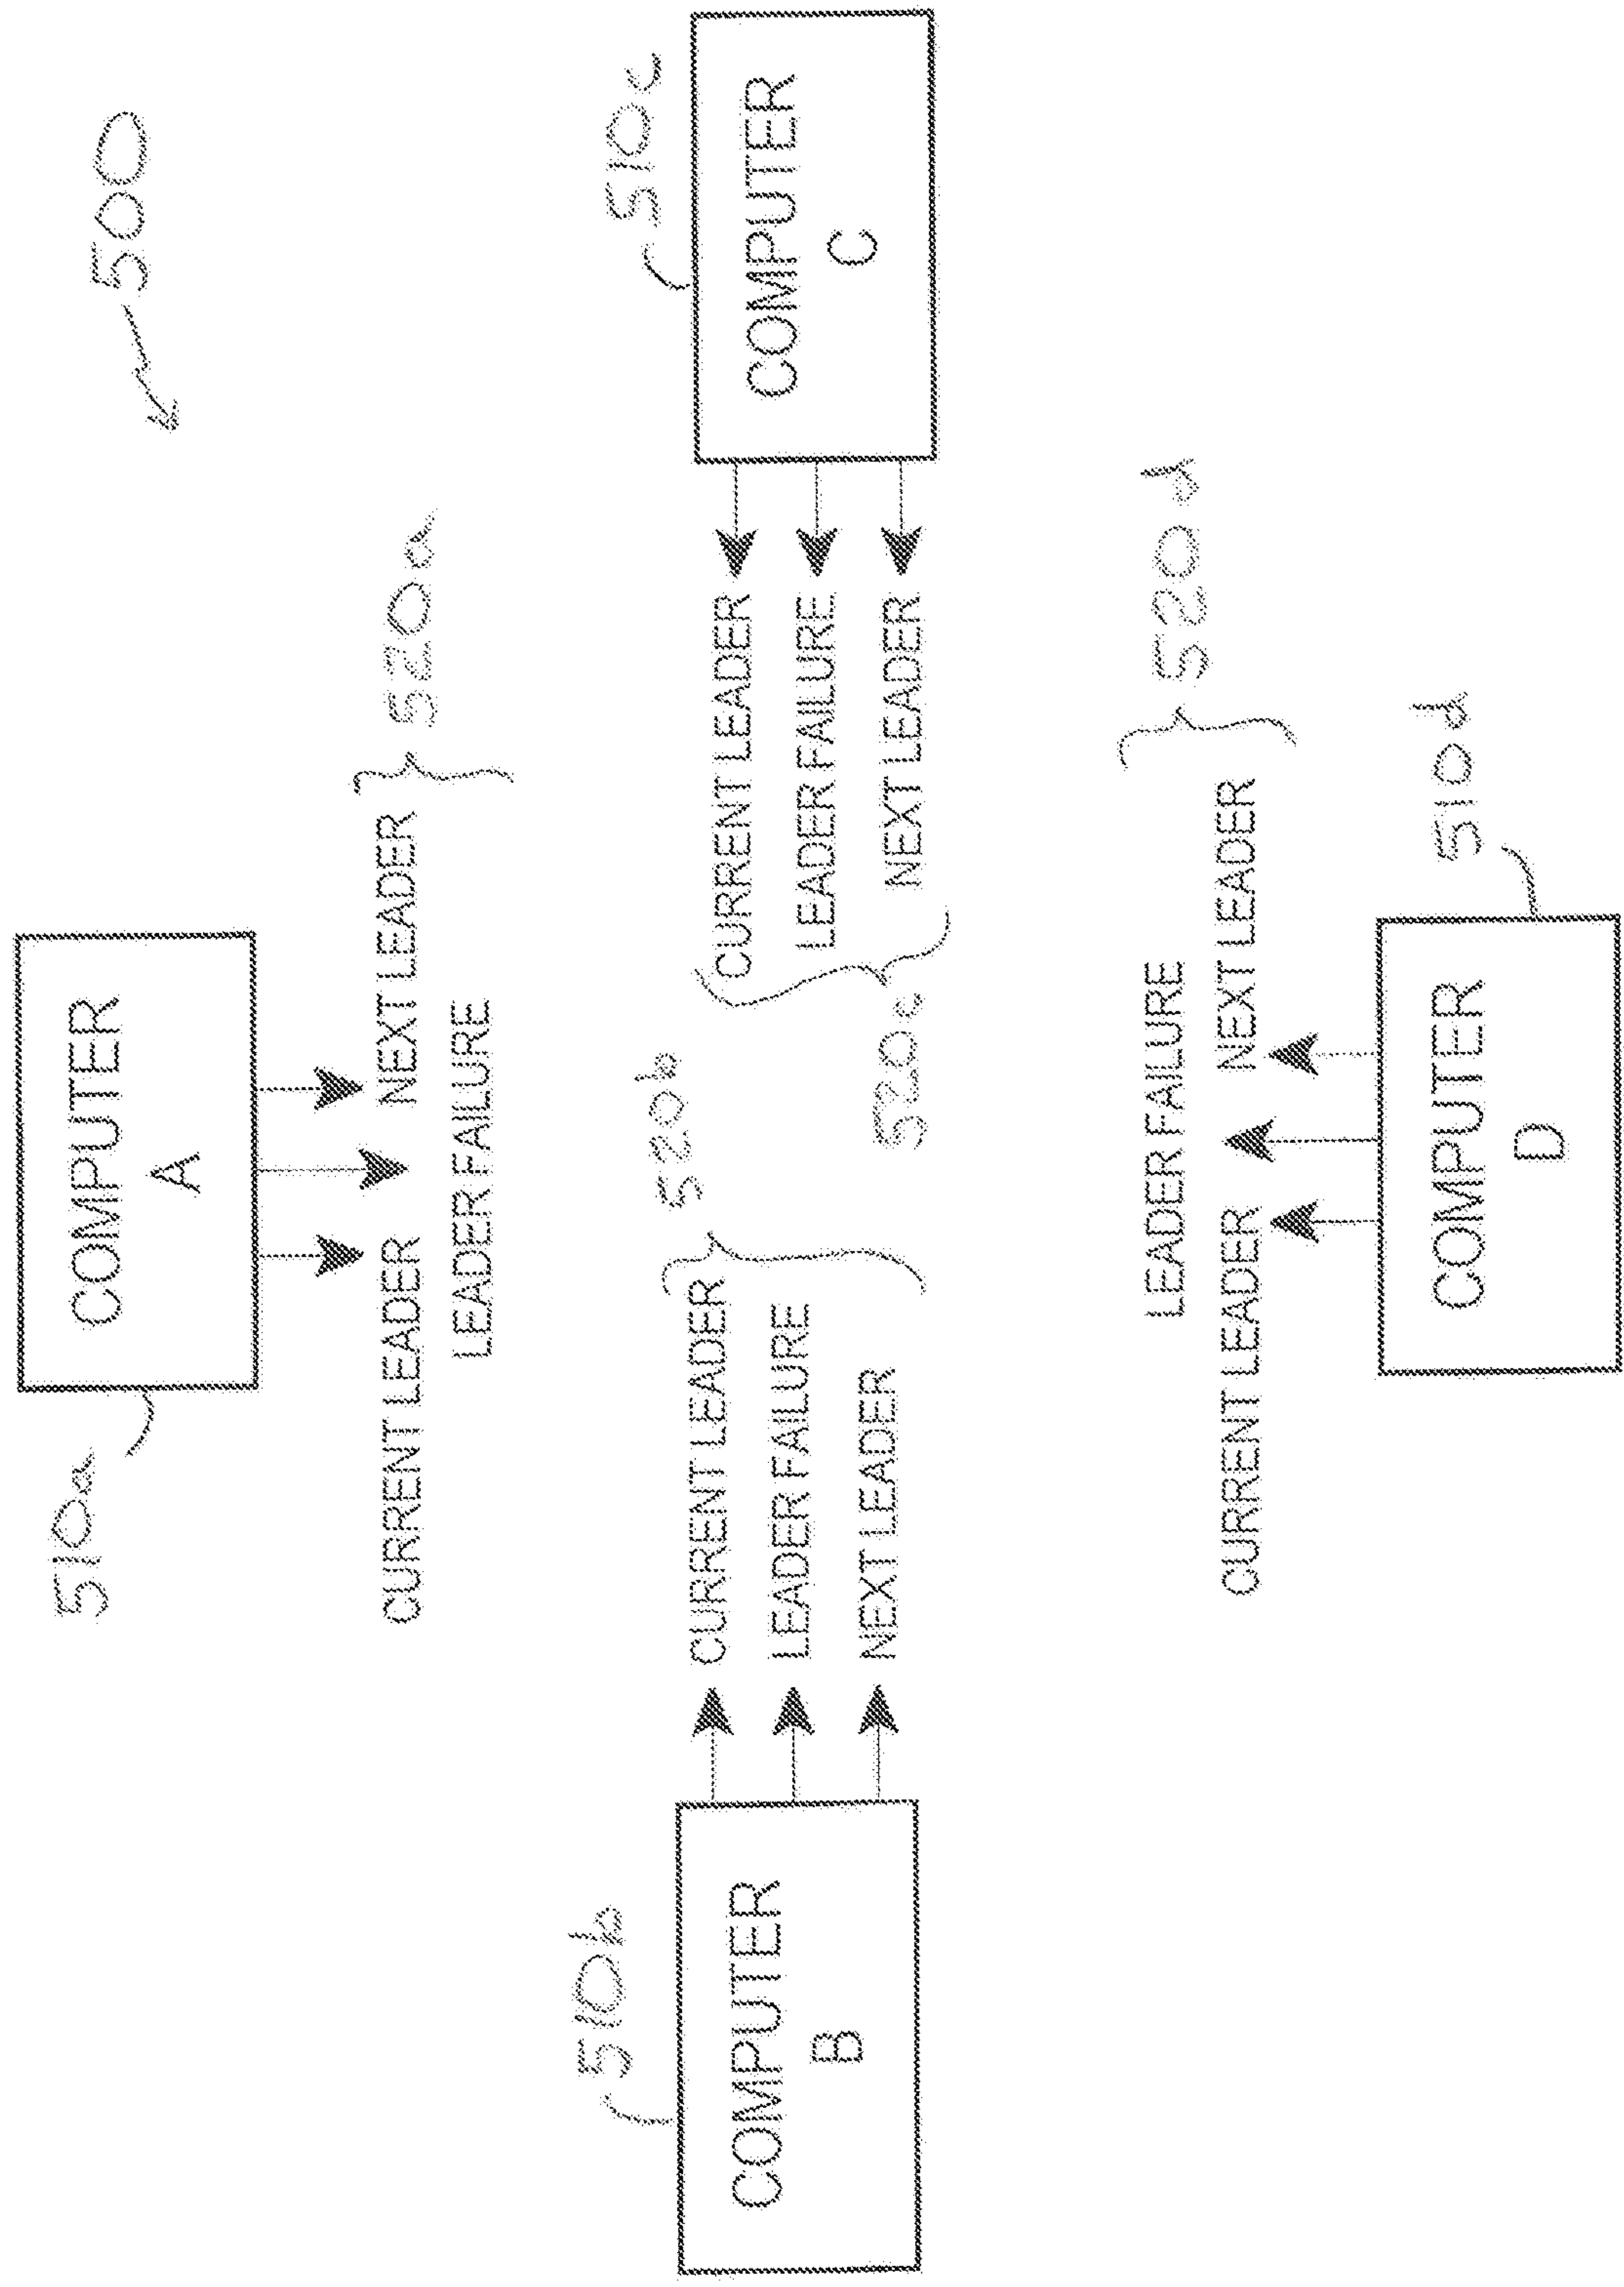 500
510a
COMPUTER
A
CURRENT LEADER
NEXT LEADER
520a
LEADER FAILURE
510b
COMPUTER
B
CURRENT LEADER
LEADER FAILURE
NEXT LEADER
520b
510c
COMPUTER
C
CURRENT LEADER
LEADER FAILURE
NEXT LEADER
520c
LEADER FAILURE
CURRENT LEADER
NEXT LEADER
520d
510d
COMPUTER
D